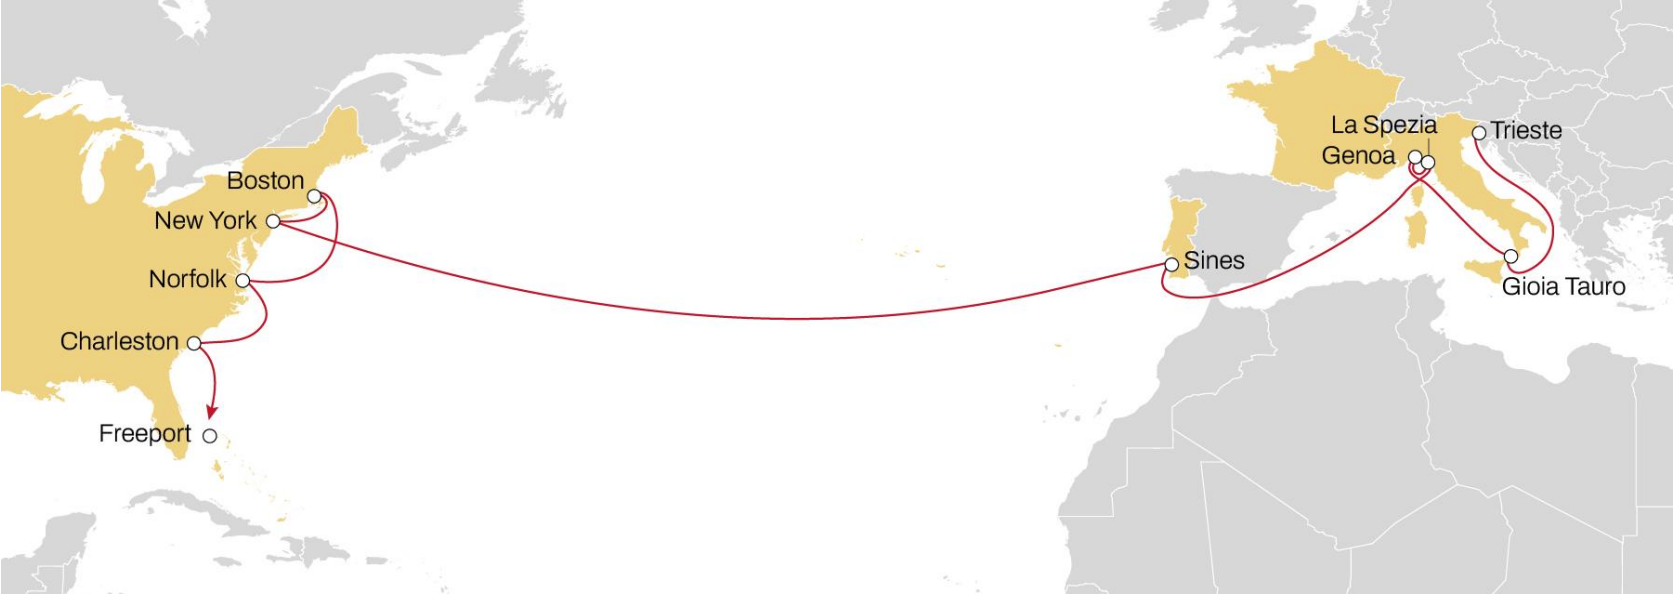 La Spezia
Trieste
Genoa
Boston
New York
Sines
Norfolk
Gioia Tauro
Charleston
Freeport